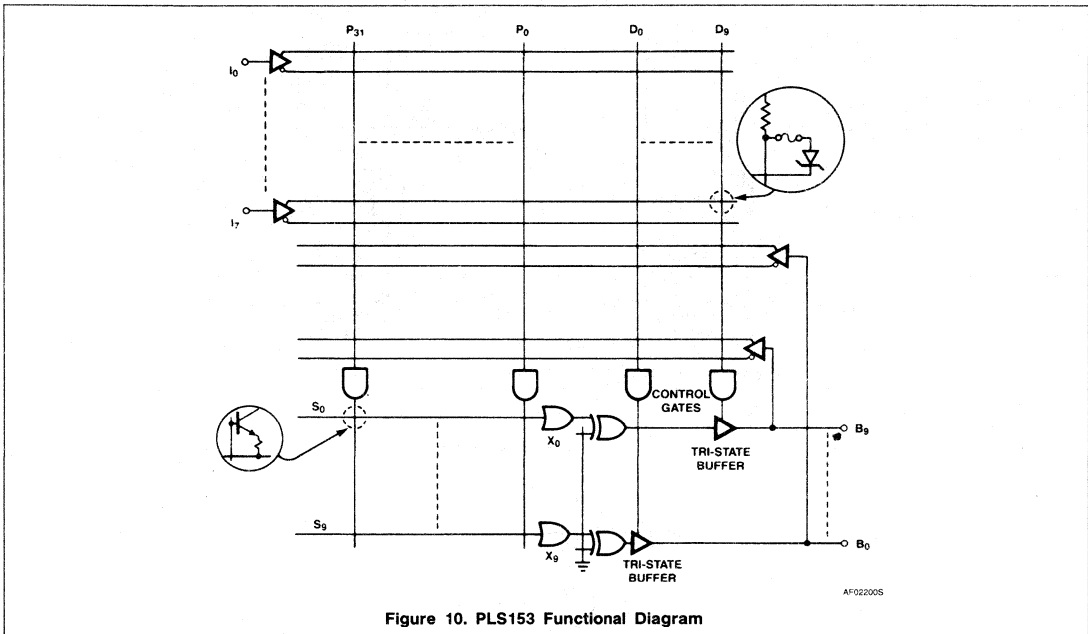 P31 P0 D0 D9
I0
I7
CONTROL
GATES
S0
X0
B9
TRI-STATE
BUFFER
S9
X9
B0
TRI-STATE
BUFFER
AF02200S
Figure 10. PLS153 Functional Diagram